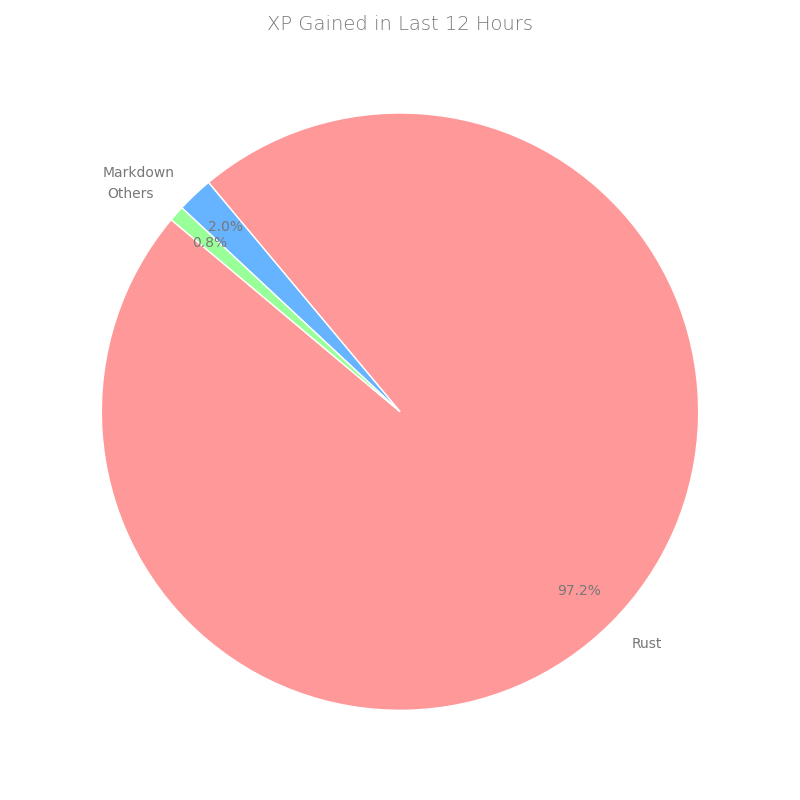 XP Gained in Last 12 Hours
Markdown
Others
2.0%
0.8%
97.2%
Rust